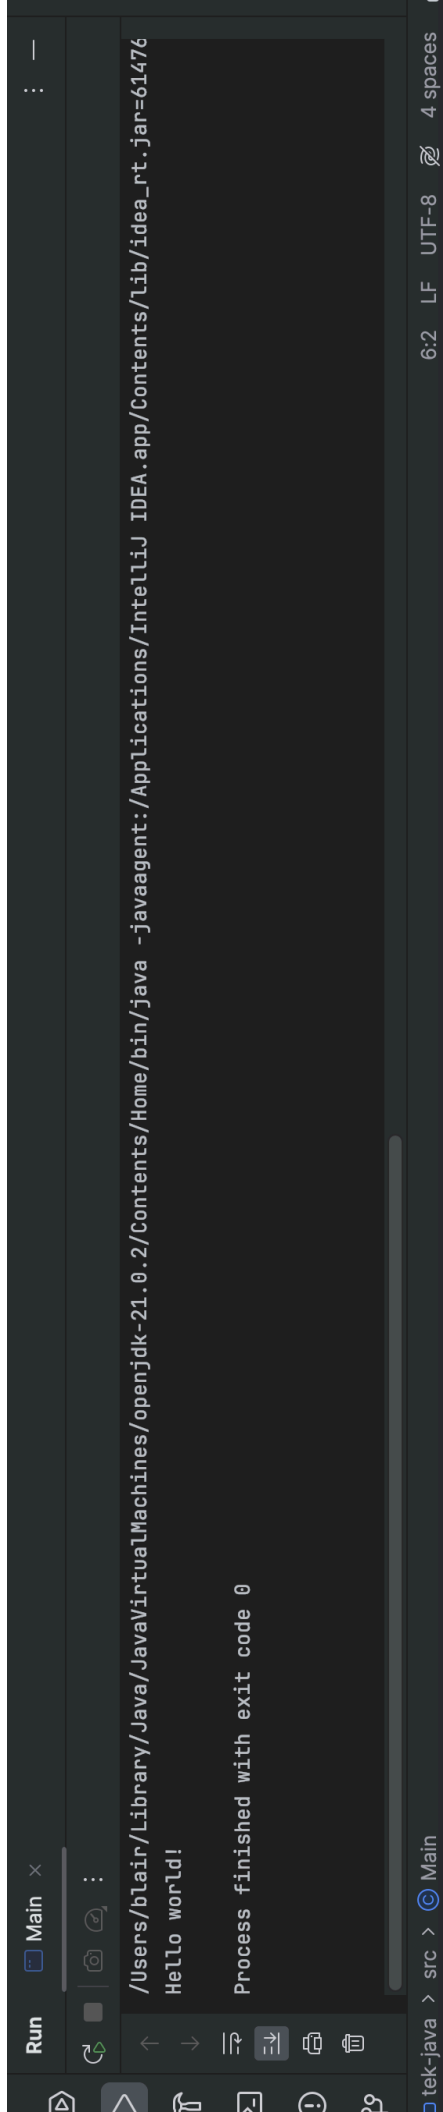 Run Main
/Users/blair/Library/Java/JavaVirtualMachines/openjdk-21.0.2/Contents/Home/bin/java -javaagent:/Applications/IntelliJ IDEA.app/Contents/lib/idea_rt.jar=61476
Hello world!
Process finished with exit code 0
tek-java > src > Main 6:2 LF UTF-8 4 spaces